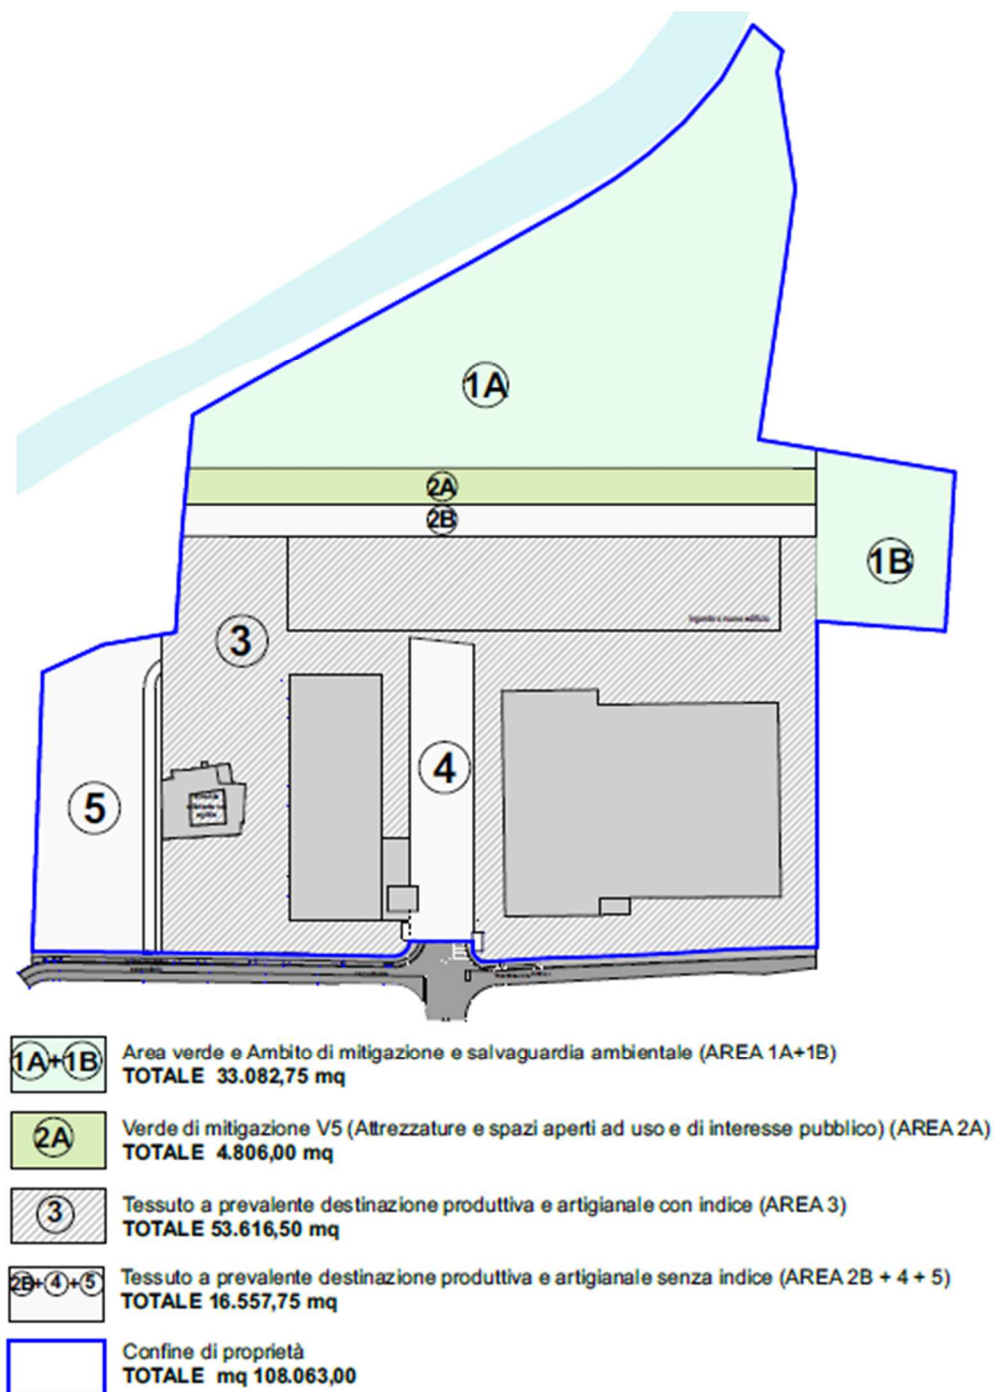 1A
2A
2B
1B
3
ingombro nuovo edificio
4
5
1A+1B
Area verde e Ambito di mitigazione e salvaguardia ambientale (AREA 1A+1B)
TOTALE 33.082,75 mq
2A
Verde di mitigazione V5 (Attrezzature e spazi aperti ad uso e di interesse pubblico) (AREA 2A)
TOTALE 4.806,00 mq
3
Tessuto a prevalente destinazione produttiva e artigianale con indice (AREA 3)
TOTALE 53.616,50 mq
2B+4+5
Tessuto a prevalente destinazione produttiva e artigianale senza indice (AREA 2B + 4 + 5)
TOTALE 16.557,75 mq
Confine di proprietà
TOTALE mq 108.063,00